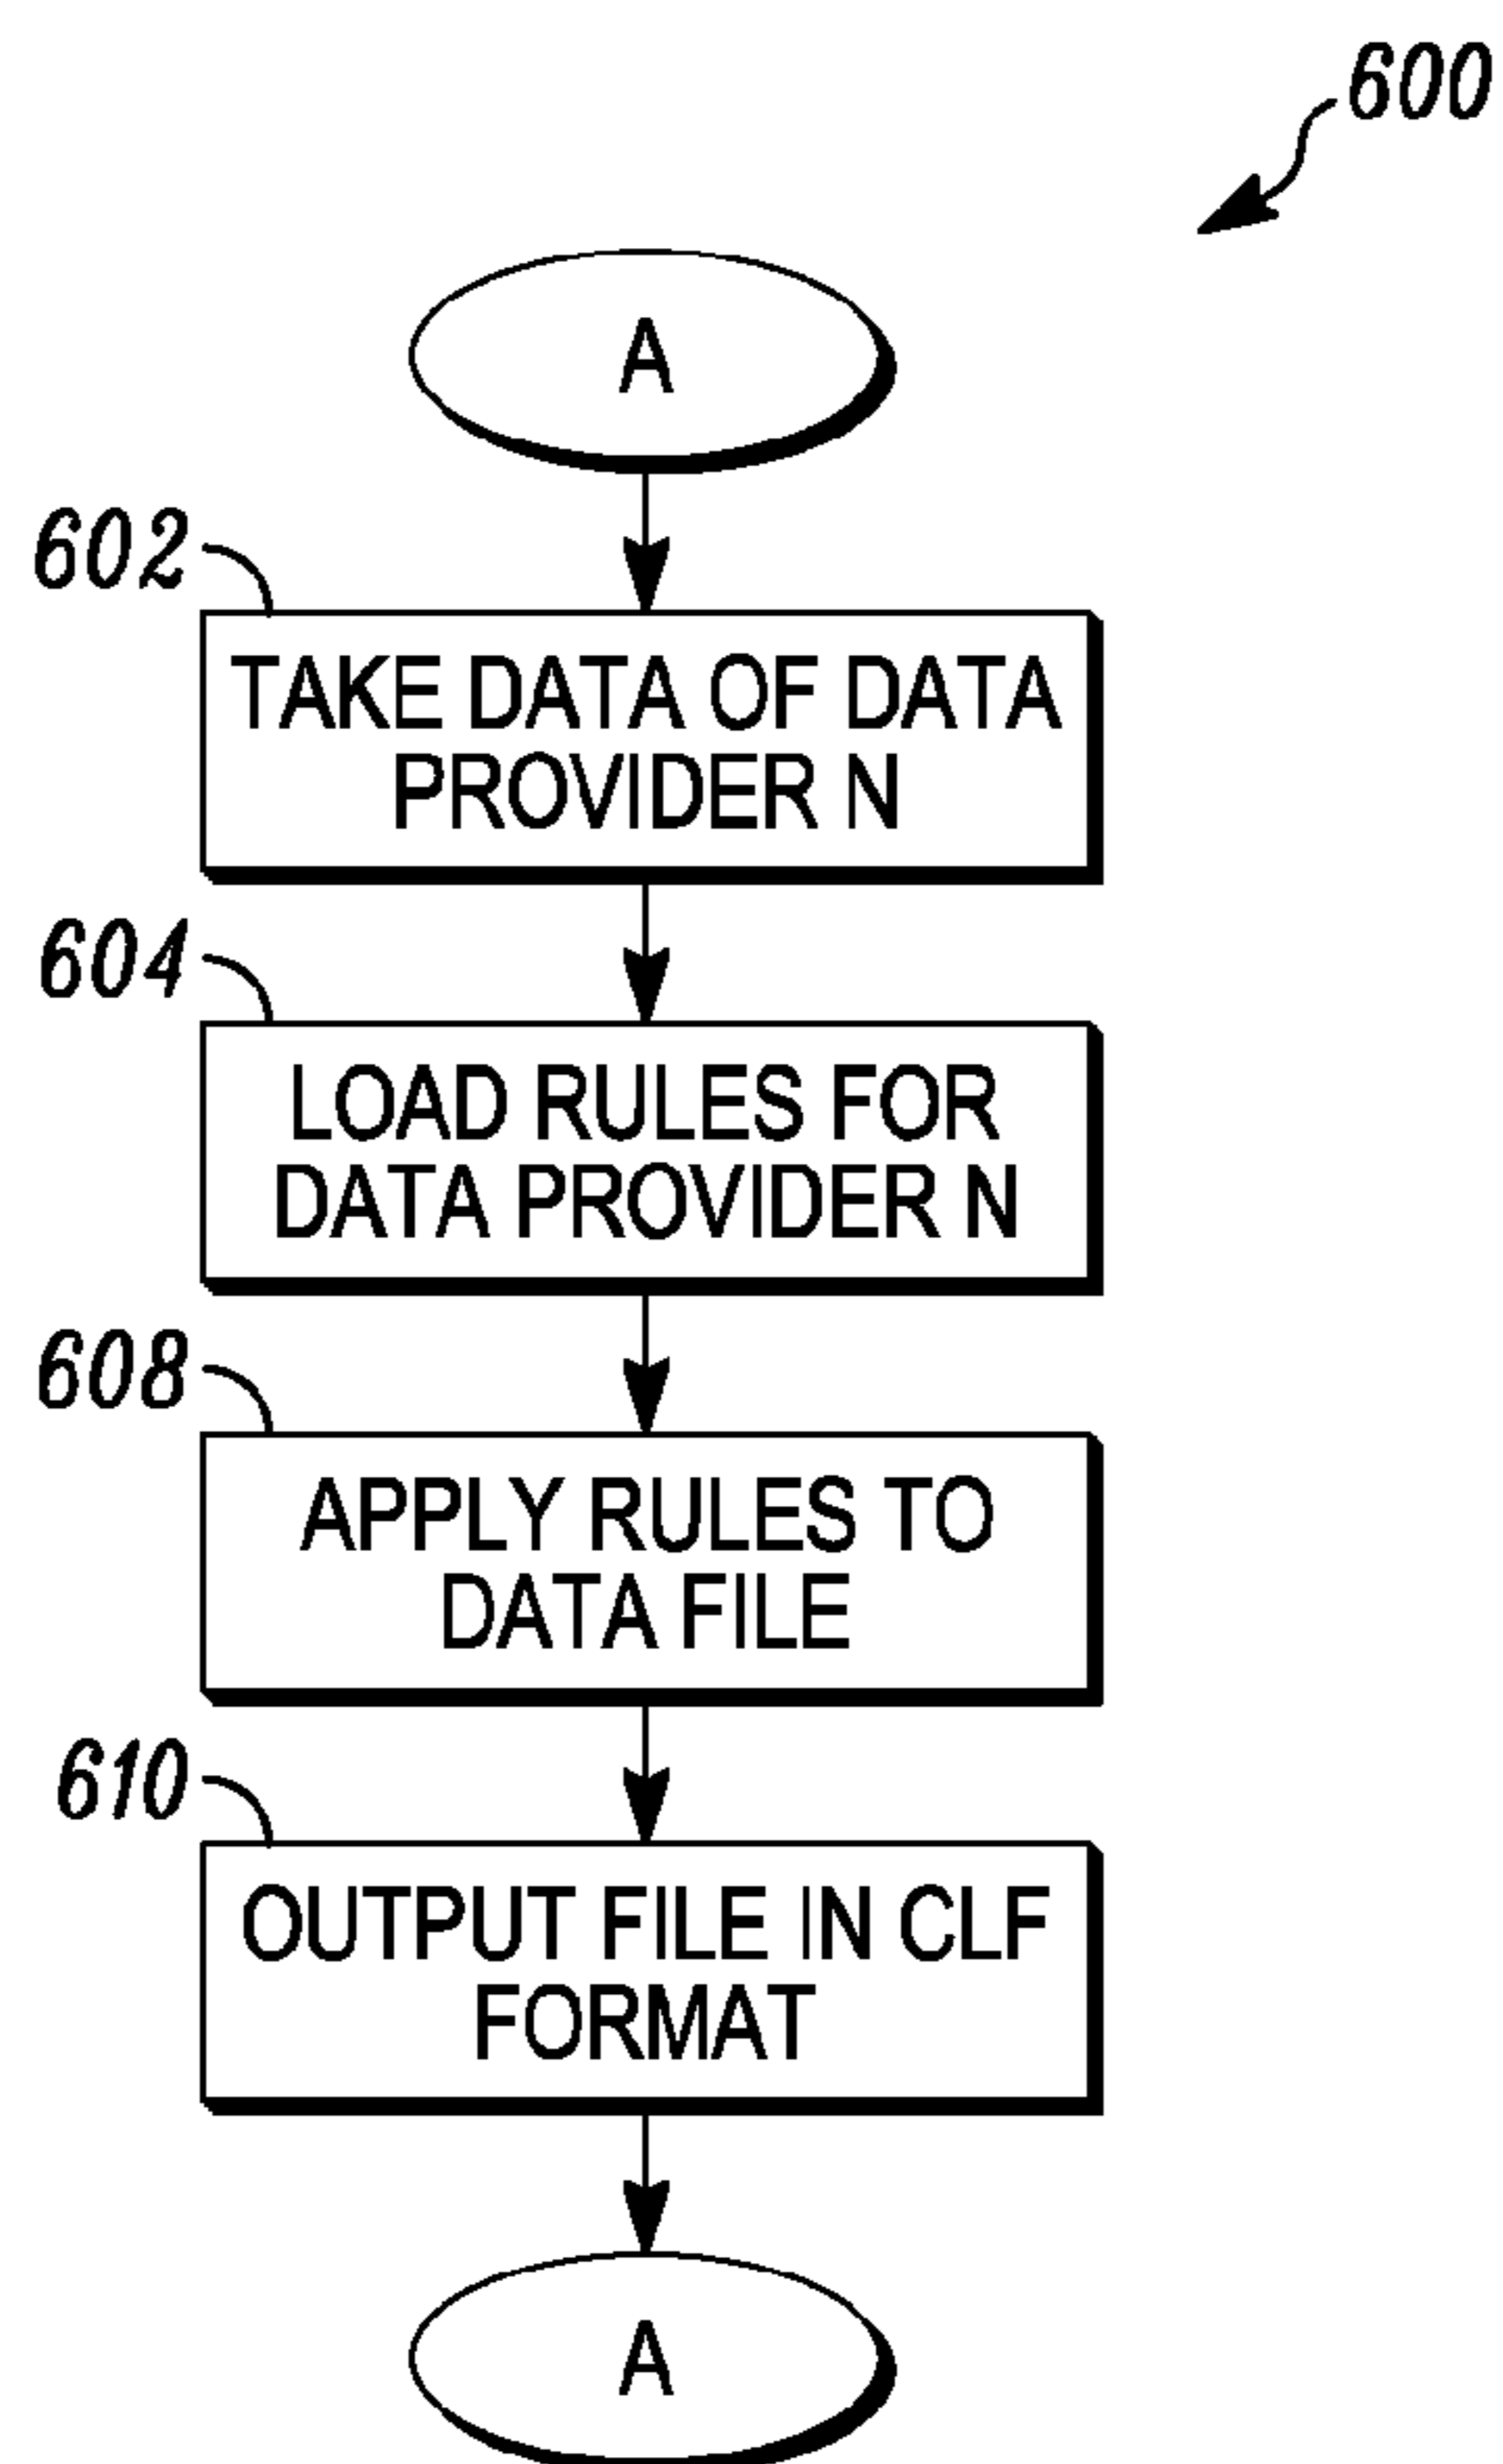 600
A
602
TAKE DATA OF DATA
PROVIDER N
604
LOAD RULES FOR
DATA PROVIDER N
608
APPLY RULES TO
DATA FILE
610
OUTPUT FILE IN CLF
FORMAT
A